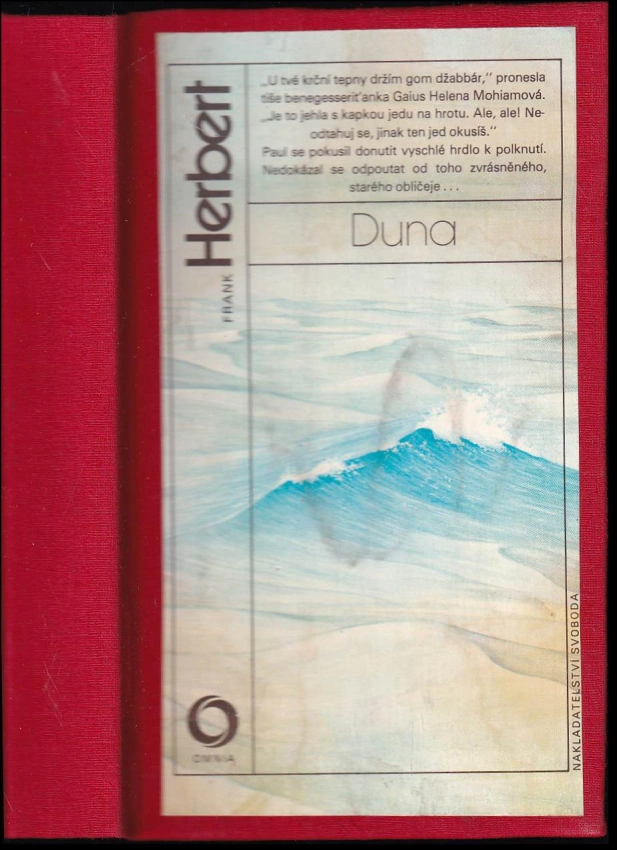 „U tvé krční tepny držím gom džabbár,“ pronesla
tiše benegesseriťanka Gaius Helena Mohiamová.
„Je to jehla s kapkou jedu na hrotu. Ale, ale! Ne-
odtahuj se, jinak ten jed okusíš.“
Paul se pokusil donutit vyschlé hrdlo k polknutí.
Nedokázal se odpoutat od toho zvrásněného,
starého obličeje . . .
FRANK Herbert
Duna
OMNIA
NAKLADATELSTVÍ SVOBODA